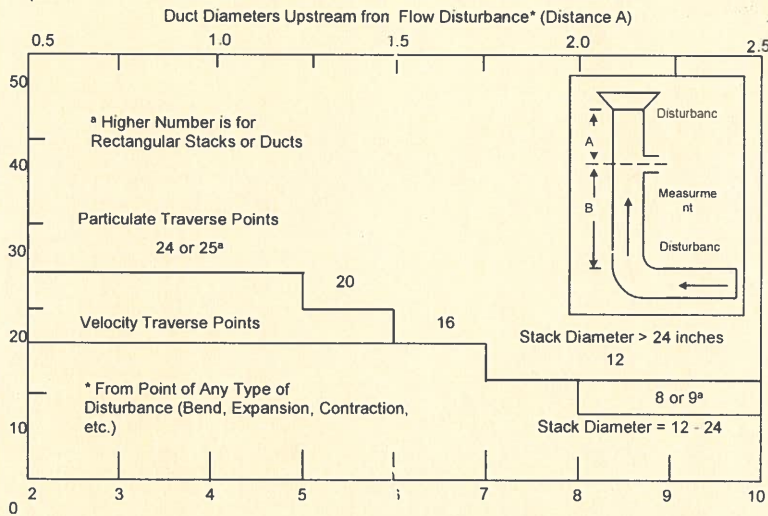 Duct Diameters Upstream fron Flow Disturbance* (Distance A)
0.5 1.0 1.5 2.0 2.5
50
40
30
20
10
0
ª Higher Number is for
Rectangular Stacks or Ducts
Particulate Traverse Points
24 or 25ª
20
Velocity Traverse Points
16
Stack Diameter > 24 inches
12
8 or 9ª
Stack Diameter = 12 - 24
* From Point of Any Type of
Disturbance (Bend, Expansion, Contraction,
etc.)
Disturbanc
A
B
Measurme
nt
Disturbanc
2 3 4 5 7 8 9 10